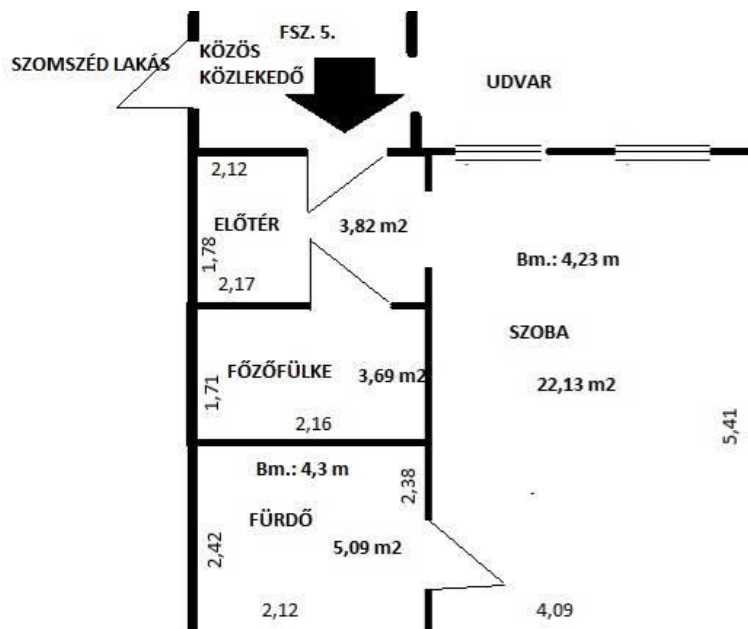 FSZ. 5.
SZOMSZÉD LAKÁS
KÖZÖS
KÖZLEKEDŐ
UDVAR
2,12
ELŐTÉR
3,82 m2
1,78
2,17
Bm.: 4,23 m
SZOBA
FŐZŐFÜLKE
3,69 m2
22,13 m2
1,71
2,16
5,41
Bm.: 4,3 m
2,38
FÜRDŐ
5,09 m2
2,42
2,12
4,09